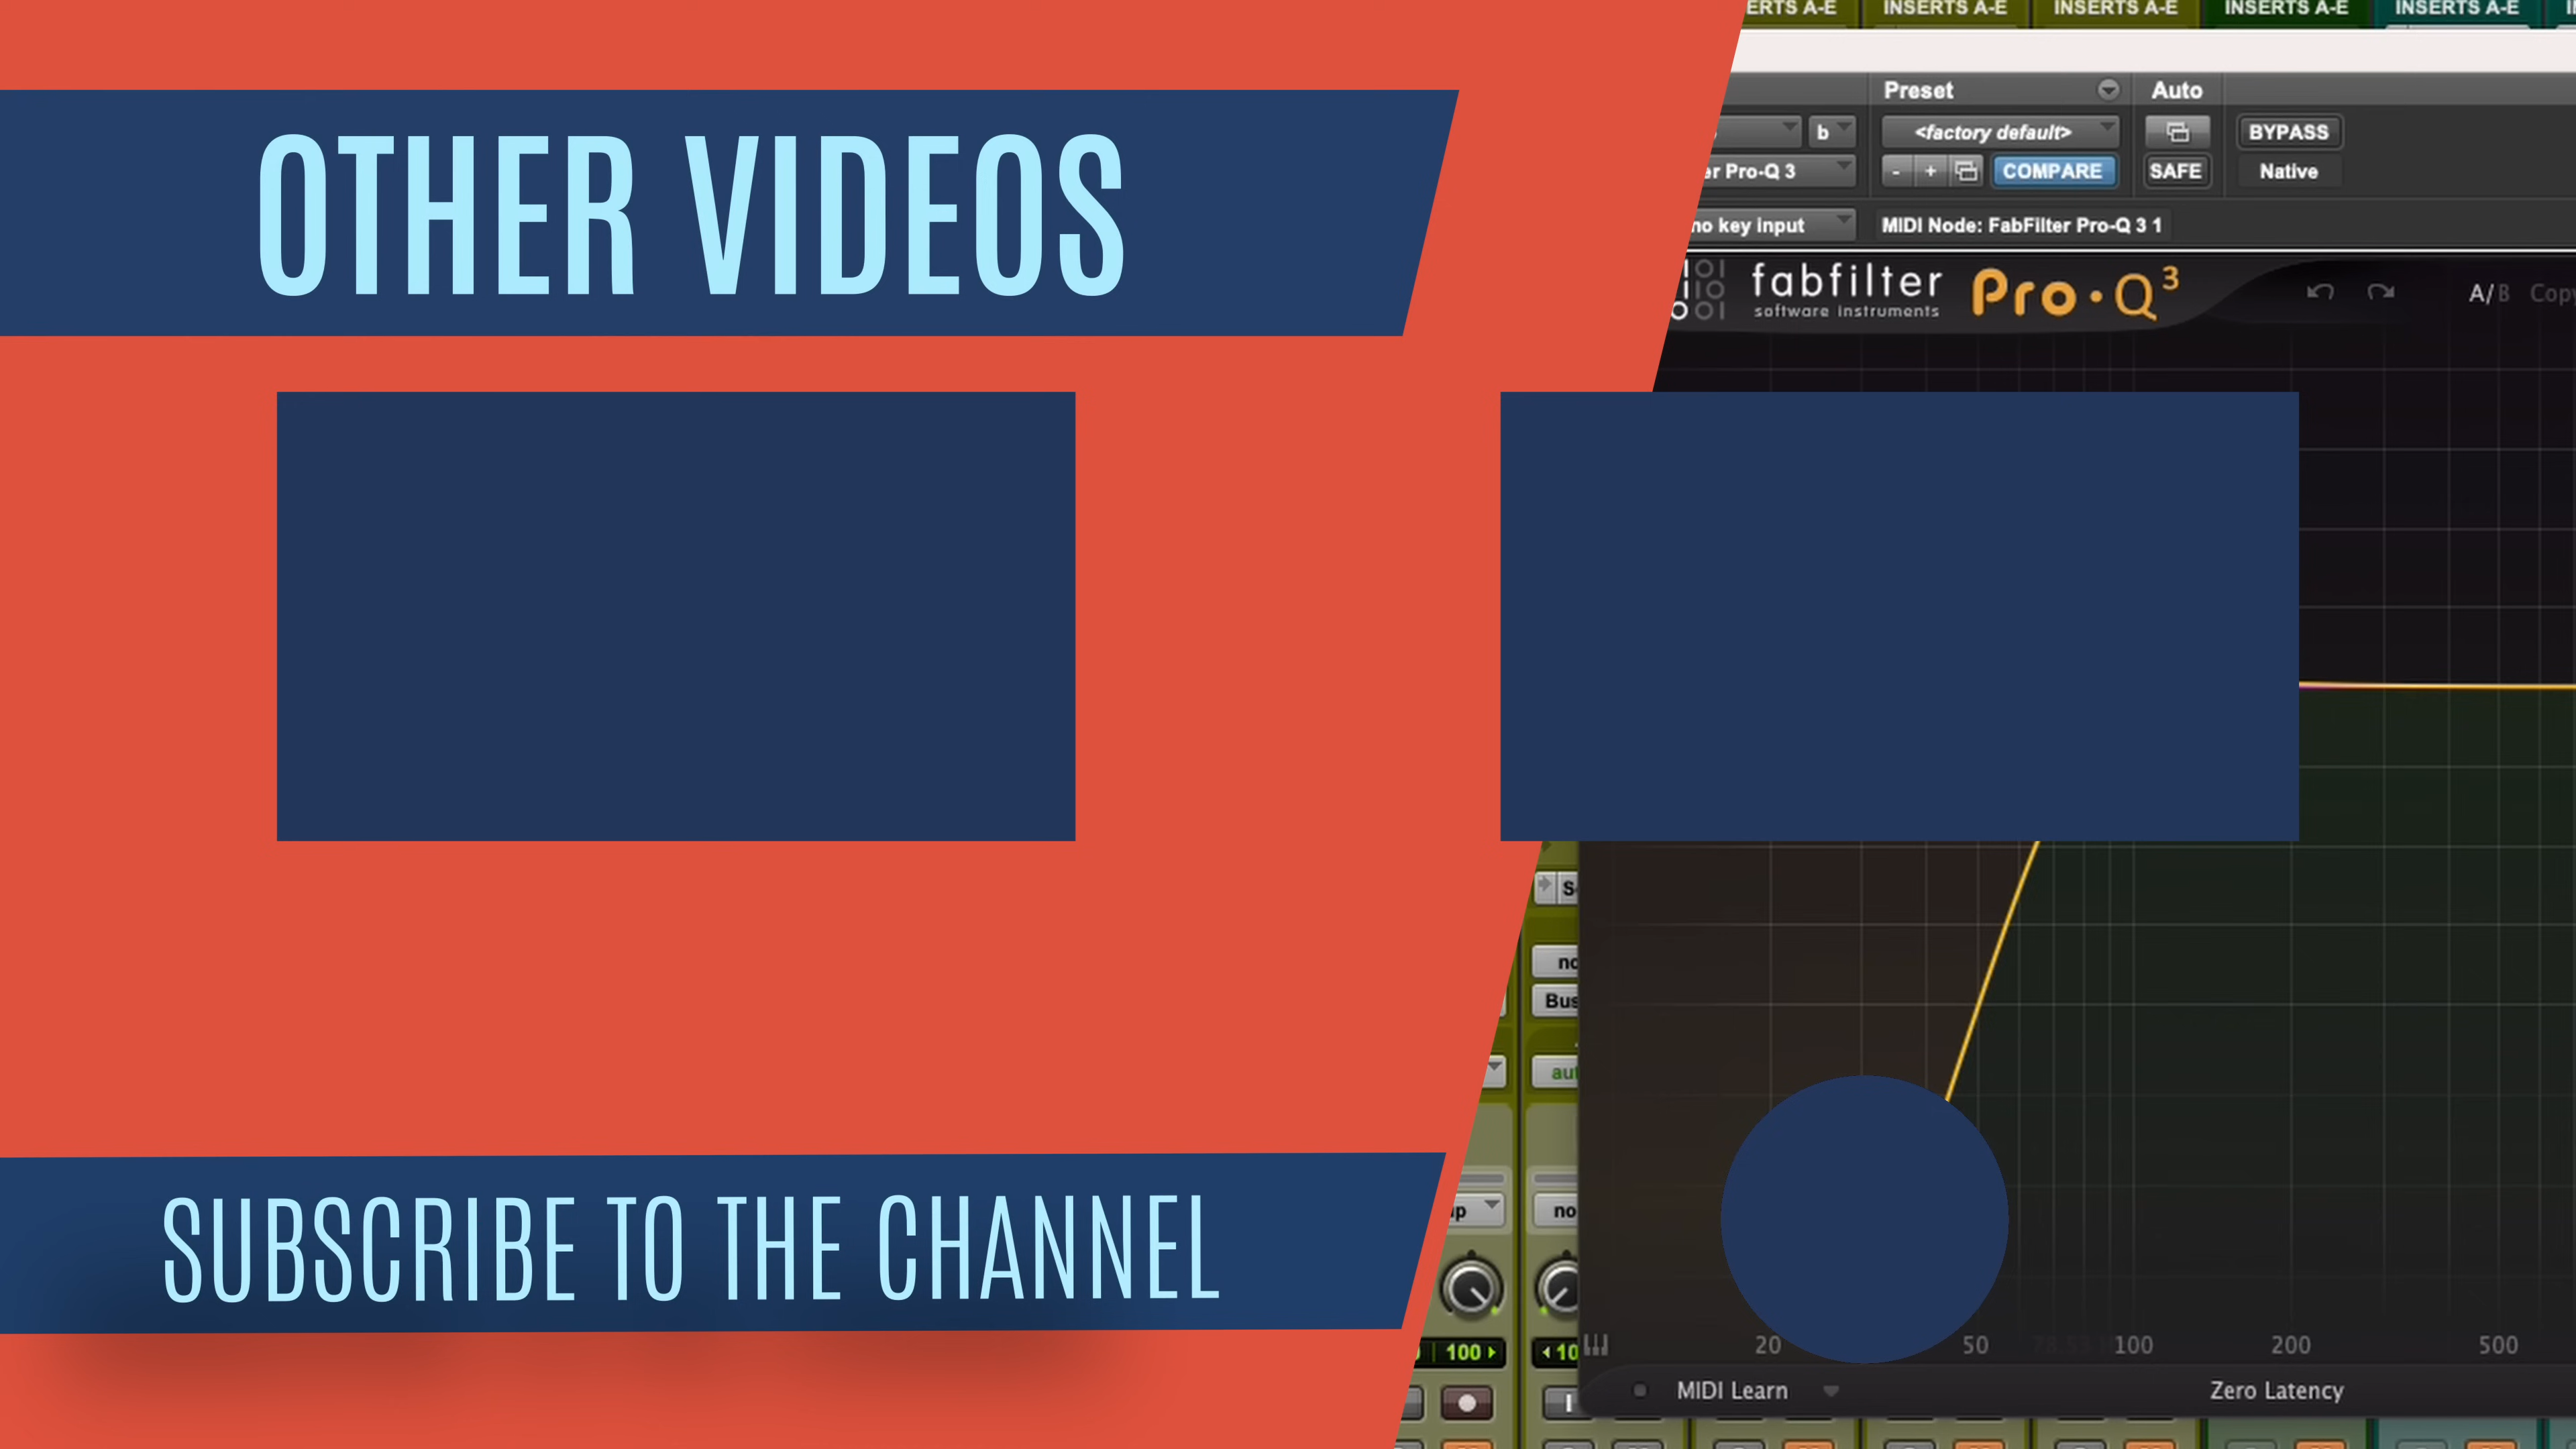 OTHER VIDEOS
SUBSCRIBE TO THE CHANNEL
INSERTS A-E INSERTS A-E INSERTS A-E INSERTS A-E
Preset Auto
b <factory default> BYPASS
Pro-Q 3 - + COMPARE SAFE Native
no key input MIDI Node: FabFilter Pro-Q 3 1
fabfilter Pro·Q3 A/B
software instruments
20 50 100 200 500
100
MIDI Learn Zero Latency